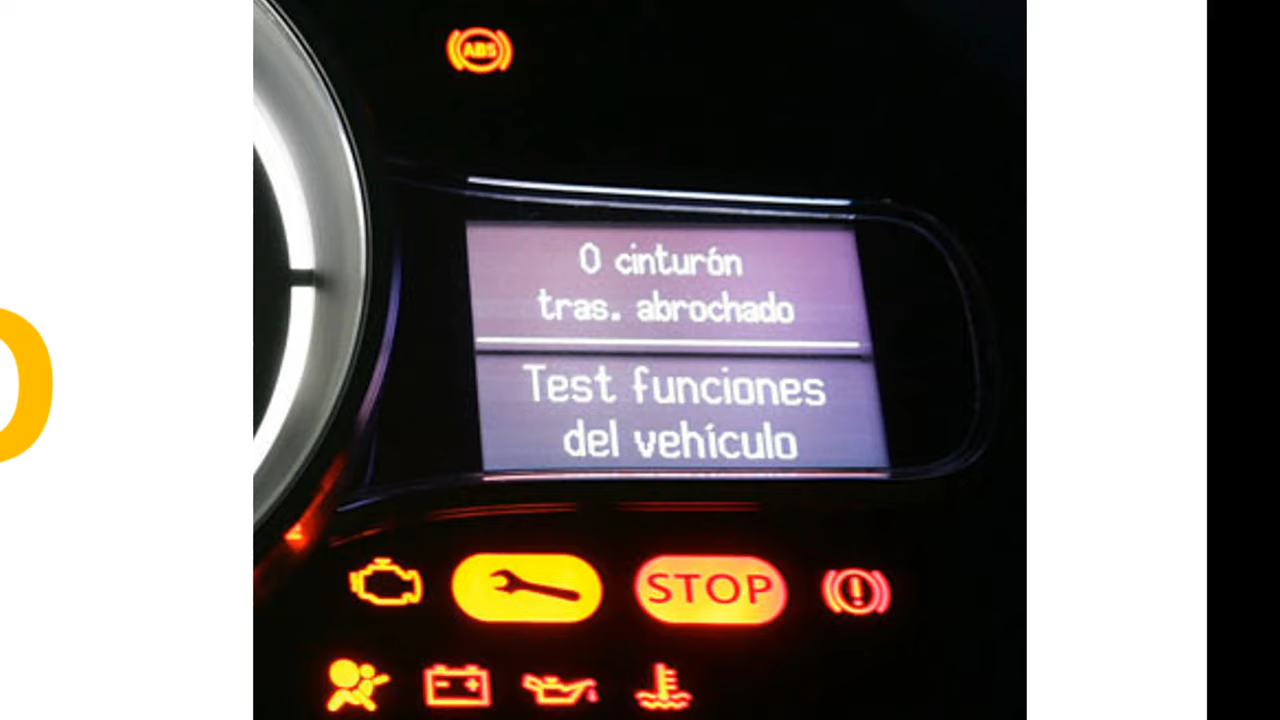 ABS
0 cinturón
tras. abrochado
Test funciones
del vehículo
STOP